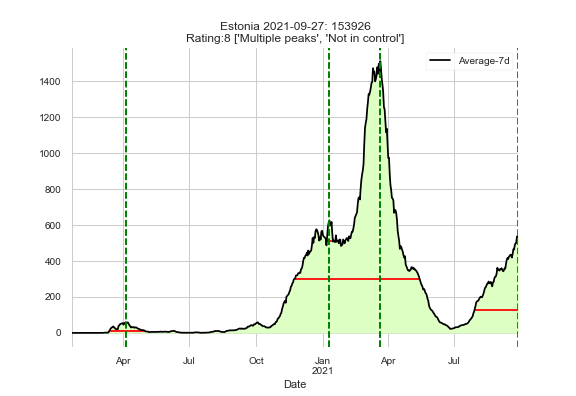 Estonia 2021-09-27: 153926
Rating:8 ['Multiple peaks', 'Not in control']
Average-7d
1400
1200
1000
800
600
400
200
0
Apr Jul Oct Jan Apr Jul
2021
Date